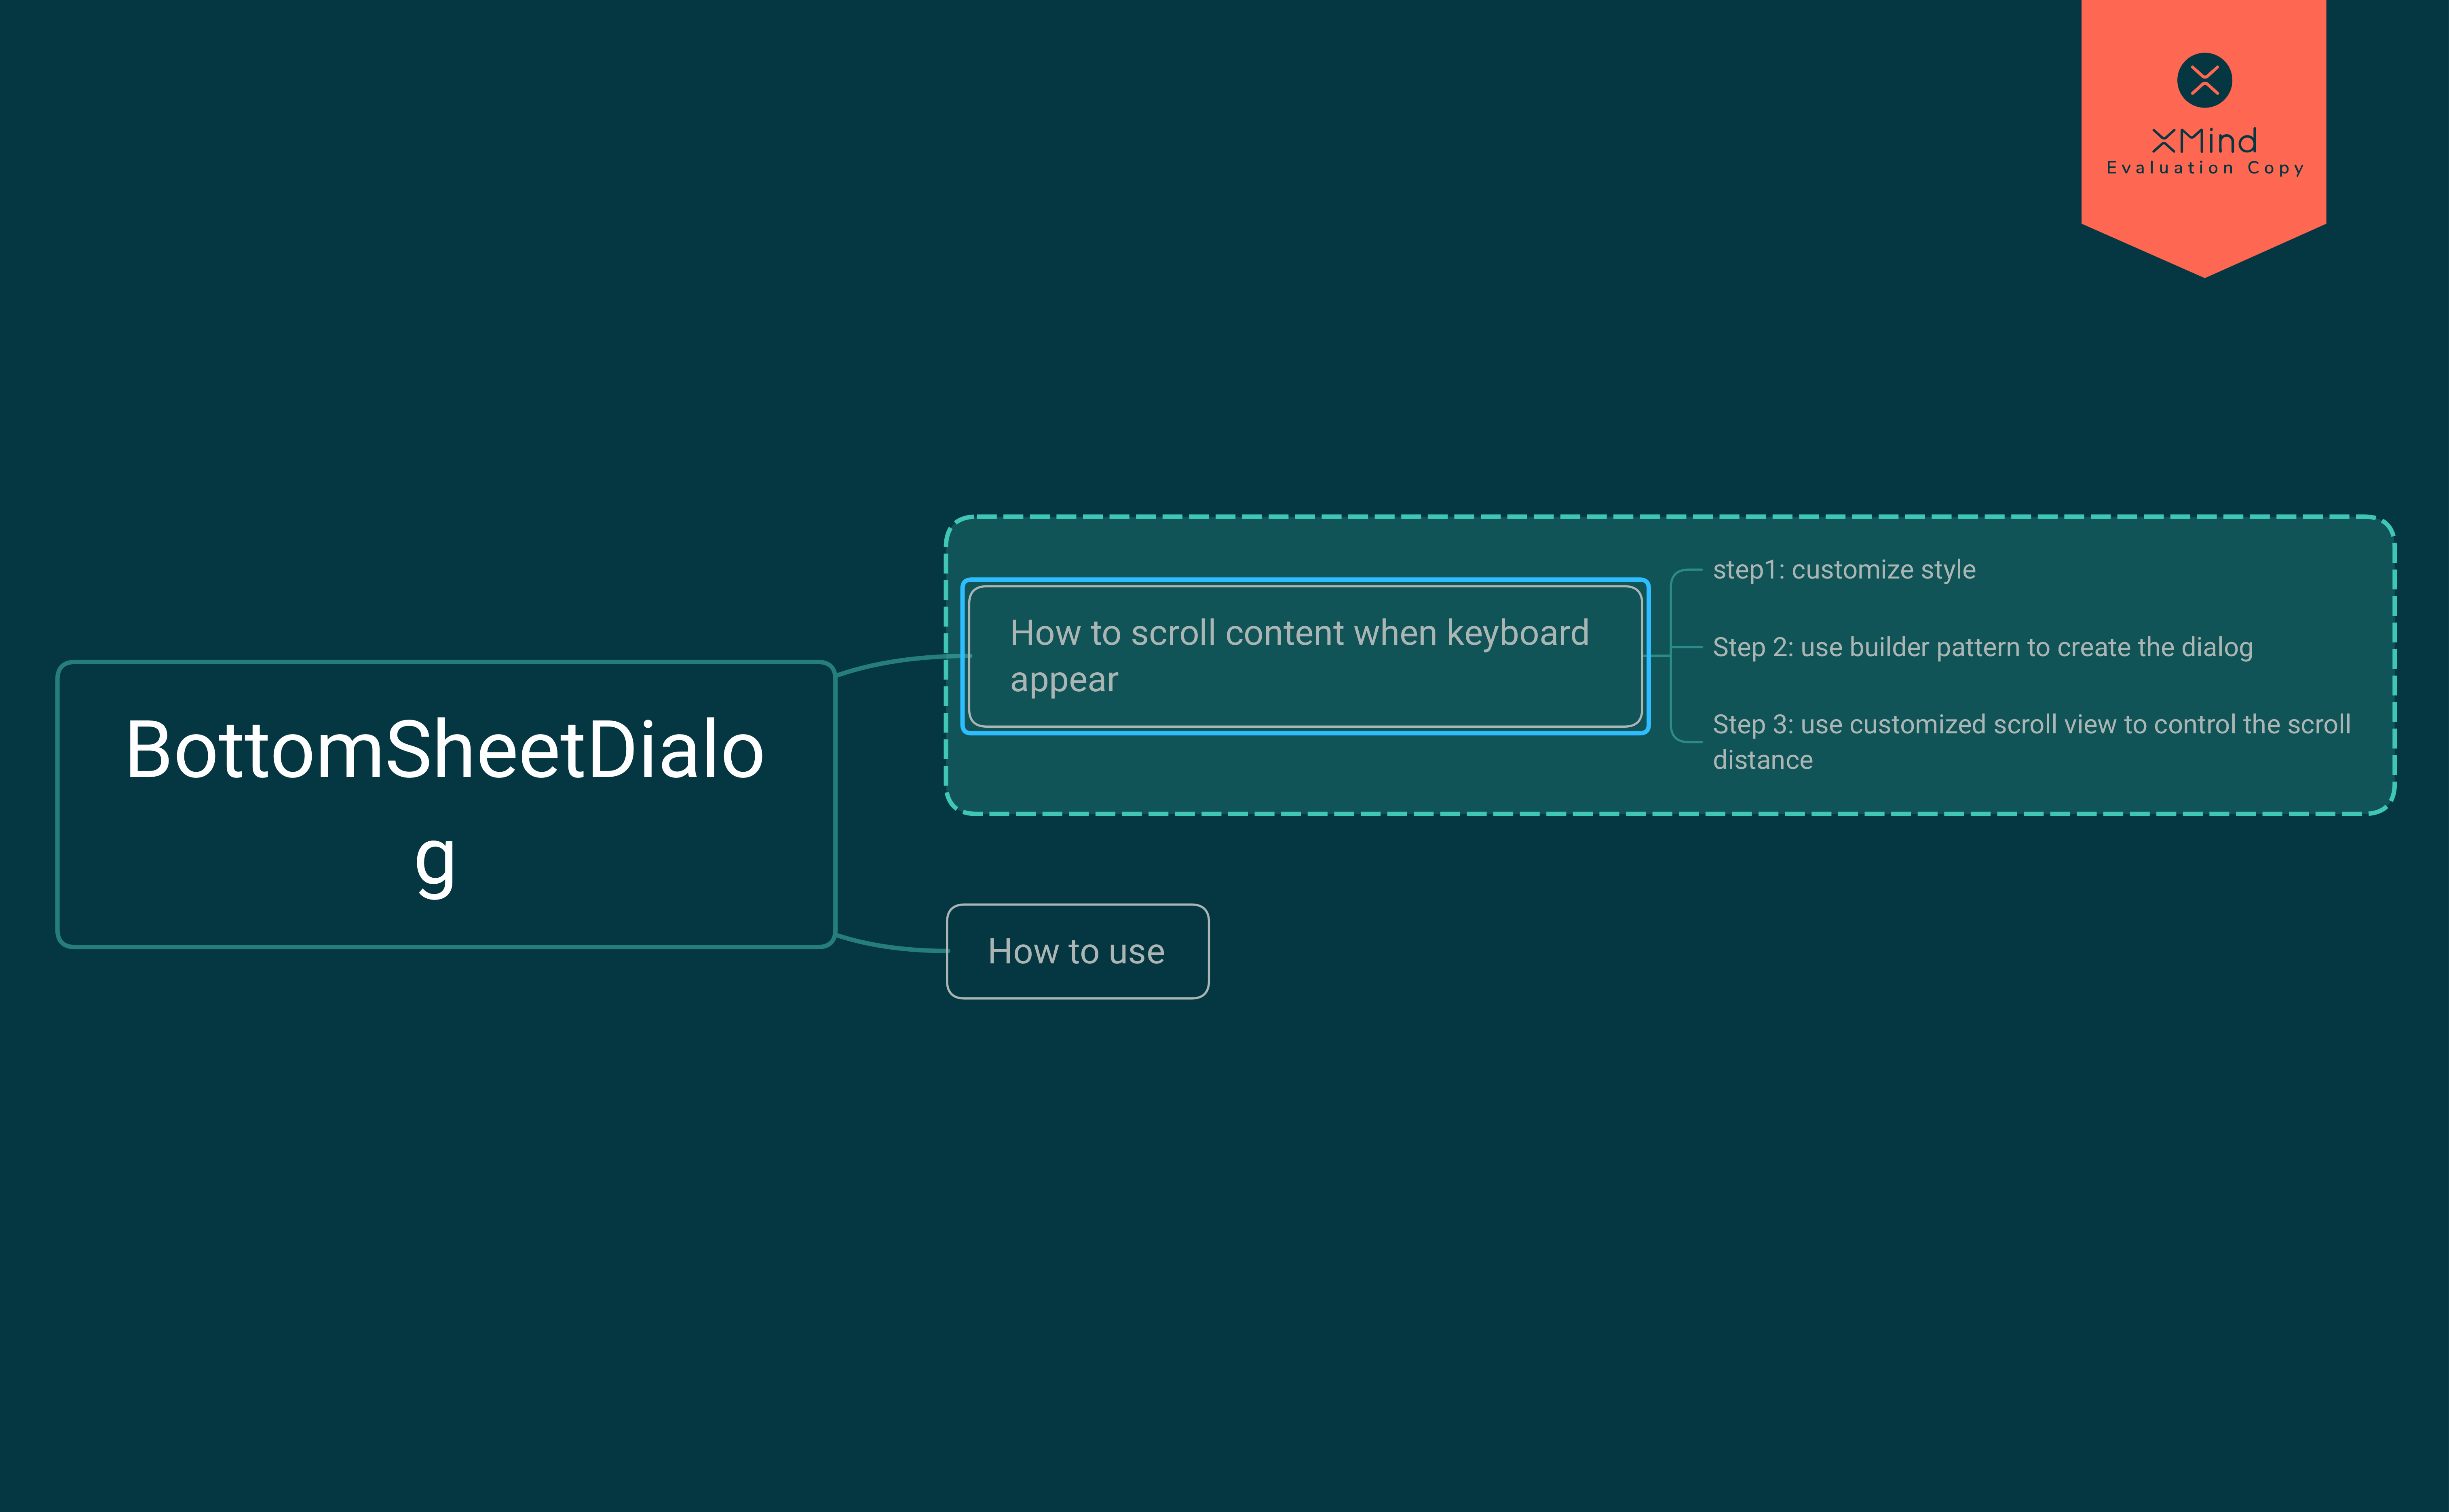 XMind
Evaluation Copy
BottomSheetDialo
g
How to scroll content when keyboard
appear
step1: customize style
Step 2: use builder pattern to create the dialog
Step 3: use customized scroll view to control the scroll
distance
How to use